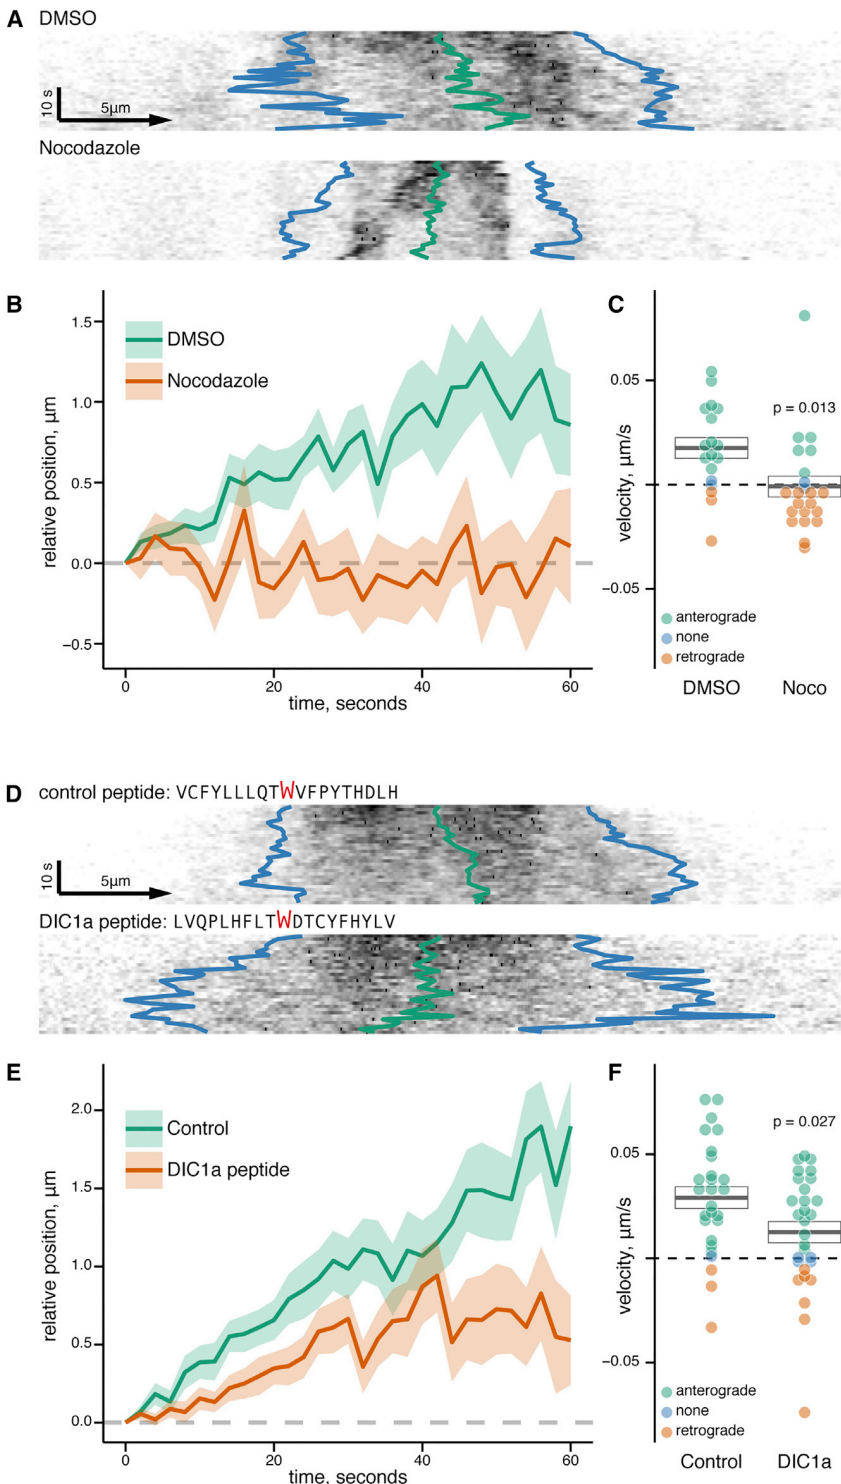 A
DMSO
10 s
5µm
Nocodazole
B
relative position, µm
1.5
1.0
0.5
0.0
−0.5
DMSO
Nocodazole
0
20
40
60
time, seconds
C
velocity, µm/s
0.05
−0.05
p = 0.013
anterograde
none
retrograde
DMSO
Noco
D
control peptide: VCFYLLLQTWVFPYTHDLH
10 s
5µm
DIC1a peptide: LVQPLHFLTWDTCYFHYLV
E
relative position, µm
2.0
1.5
1.0
0.5
0.0
Control
DIC1a peptide
0
20
40
60
time, seconds
F
velocity, µm/s
0.05
−0.05
p = 0.027
anterograde
none
retrograde
Control
DIC1a